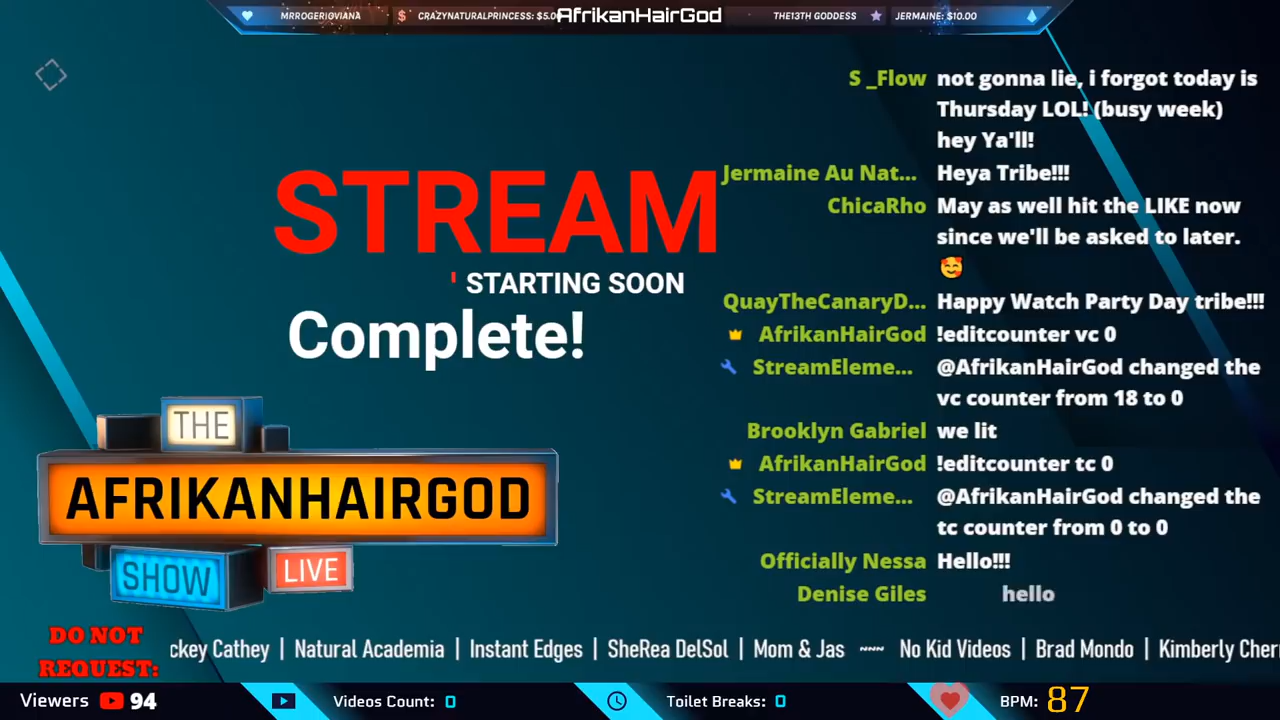 MRROGERIOVIANA
$ CRAZYNATURALPRINCESS: $5.0
AfrikanHairGod
THE13TH GODDESS
JERMAINE: $10.00
S _Flow not gonna lie, i forgot today is
Thursday LOL! (busy week)
hey Ya'll!
Jermaine Au Nat... Heya Tribe!!!
ChicaRho May as well hit the LIKE now
since we'll be asked to later.
🥰
QuayTheCanaryD... Happy Watch Party Day tribe!!!
AfrikanHairGod !editcounter vc 0
StreamEleme... @AfrikanHairGod changed the
vc counter from 18 to 0
Brooklyn Gabriel we lit
AfrikanHairGod !editcounter tc 0
StreamEleme... @AfrikanHairGod changed the
tc counter from 0 to 0
Officially Nessa Hello!!!
Denise Giles hello
STREAM
' STARTING SOON
Complete!
THE
AFRIKANHAIRGOD
SHOW
LIVE
DO NOT
REQUEST:
ckey Cathey | Natural Academia | Instant Edges | SheRea DelSol | Mom & Jas ~~~ No Kid Videos | Brad Mondo | Kimberly Cher
Viewers 94 Videos Count: 0 Toilet Breaks: 0 BPM: 87